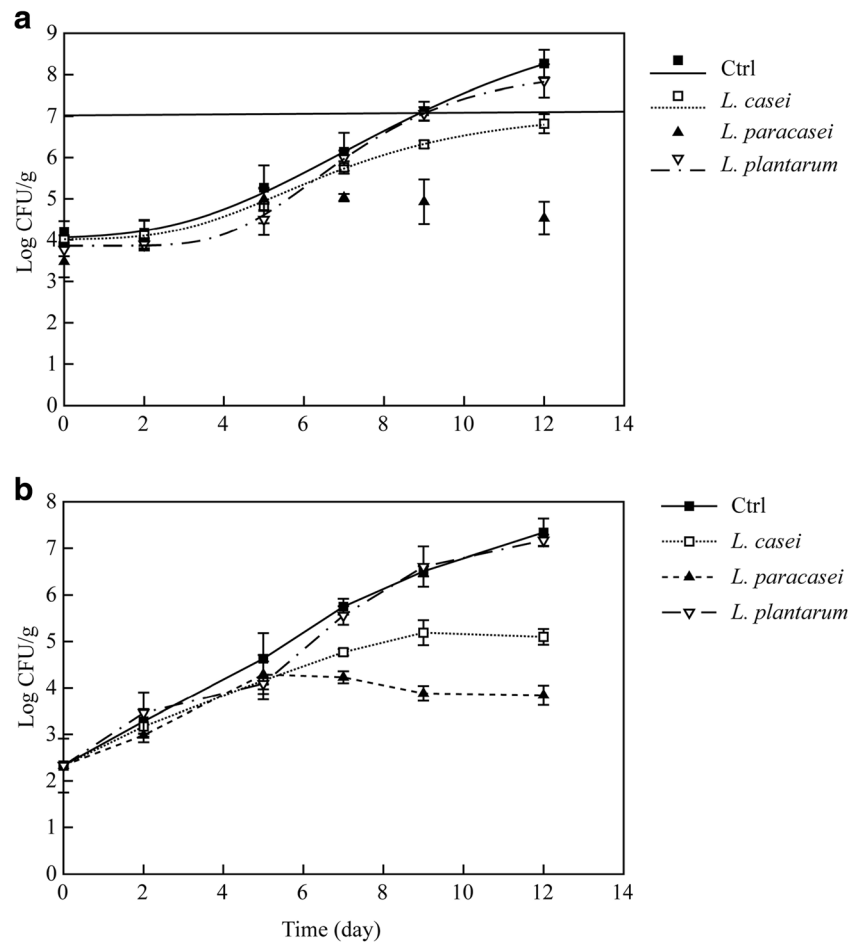 a
9
8
7
6
5
4
3
2
1
0
Log CFU/g
0 2 4 6 8 10 12 14
Ctrl
L. casei
L. paracasei
L. plantarum
b
8
7
6
5
4
3
2
1
0
Log CFU/g
0 2 4 6 8 10 12 14
Time (day)
Ctrl
L. casei
L. paracasei
L. plantarum